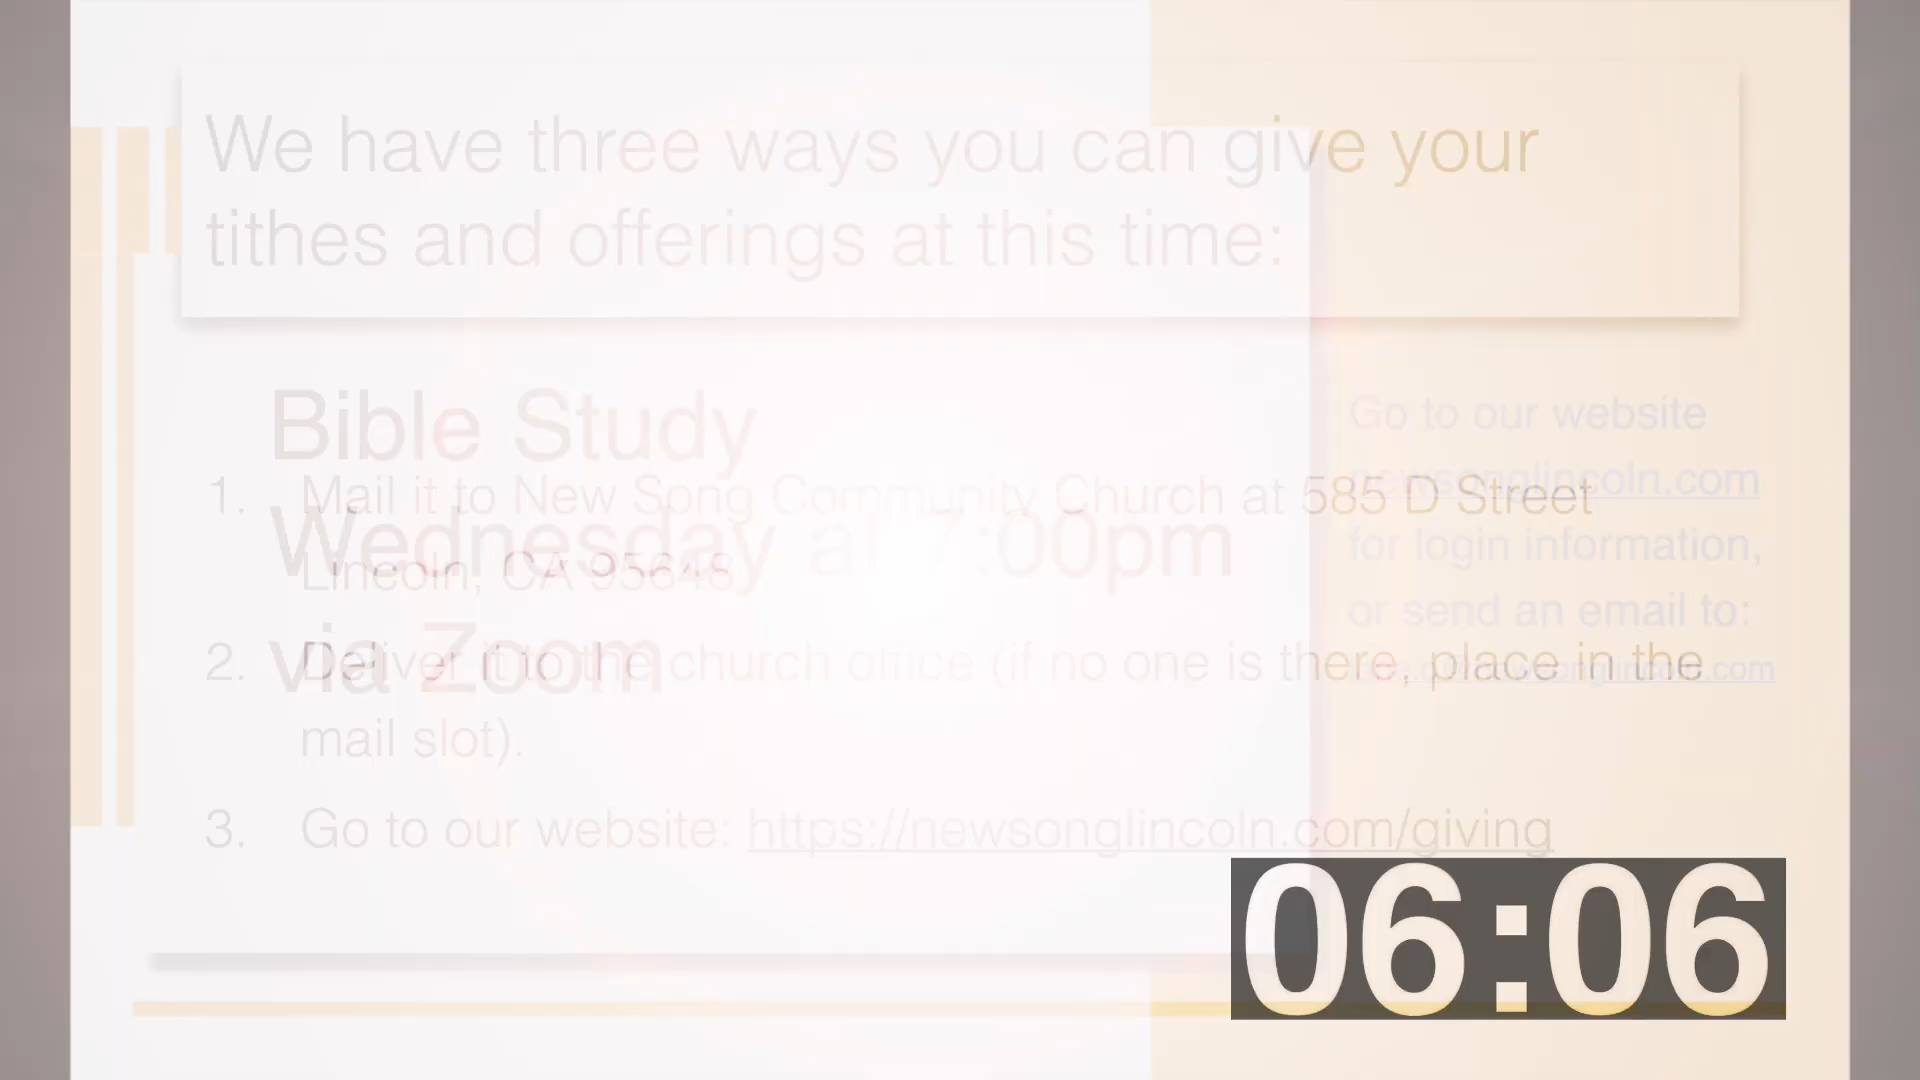 We have three ways you can give your
tithes and offerings at this time:
1. Mail it to New Song Community Church at 585 D Street
Lincoln, CA 95648
2. Deliver it to the church office (if no one is there, place in the
mail slot).
3. Go to our website: https://newsonglincoln.com/giving
Bible Study
Wednesday at 7:00pm
via Zoom
Go to our website
newsonglincoln.com
for login information,
or send an email to:
06:06